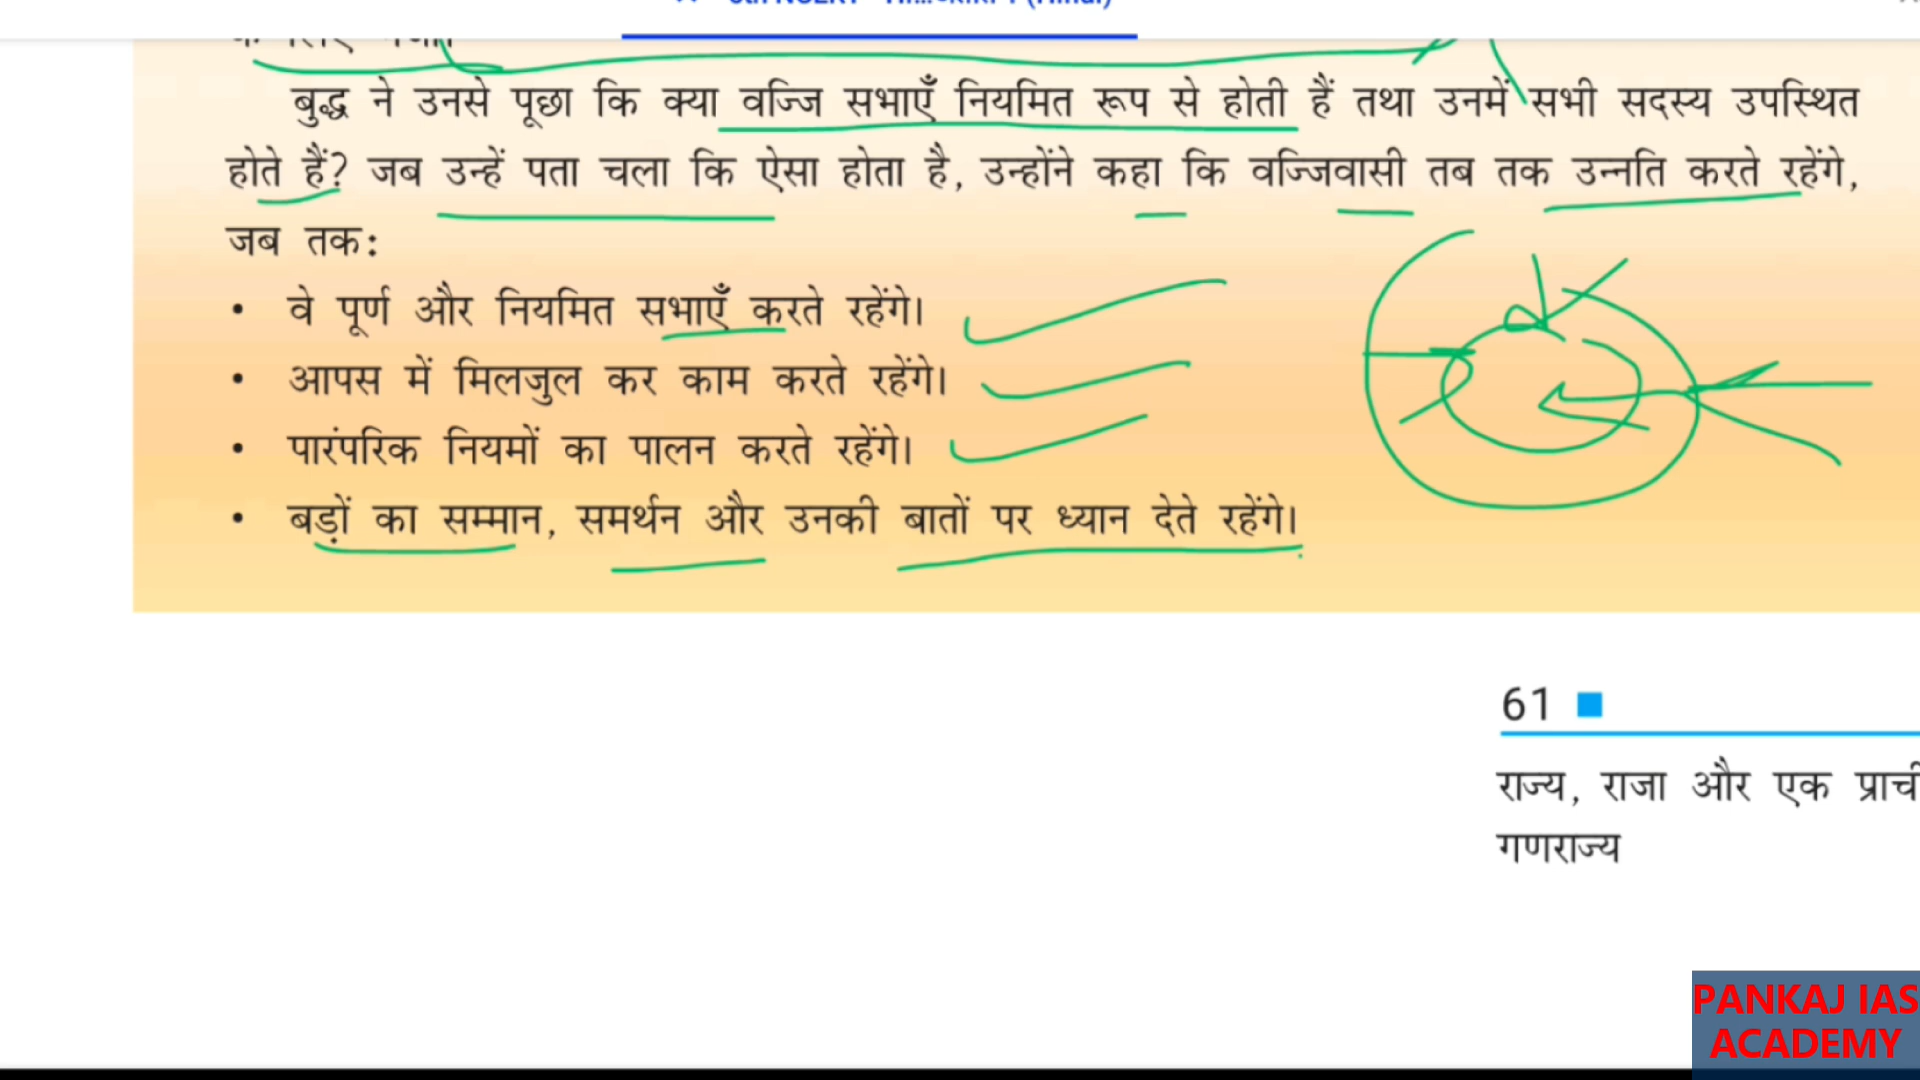 बुद्ध ने उनसे पूछा कि क्या वज्जि सभाएँ नियमित रूप से होती हैं तथा उनमें सभी सदस्य उपस्थित
होते हैं? जब उन्हें पता चला कि ऐसा होता है, उन्होंने कहा कि वज्जिवासी तब तक उन्नति करते रहेंगे,
जब तक:
• वे पूर्ण और नियमित सभाएँ करते रहेंगे।
• आपस में मिलजुल कर काम करते रहेंगे।
• पारंपरिक नियमों का पालन करते रहेंगे।
• बड़ों का सम्मान, समर्थन और उनकी बातों पर ध्यान देते रहेंगे।
61
राज्य, राजा और एक
गणराज्य
PANKAJ IAS
ACADEMY